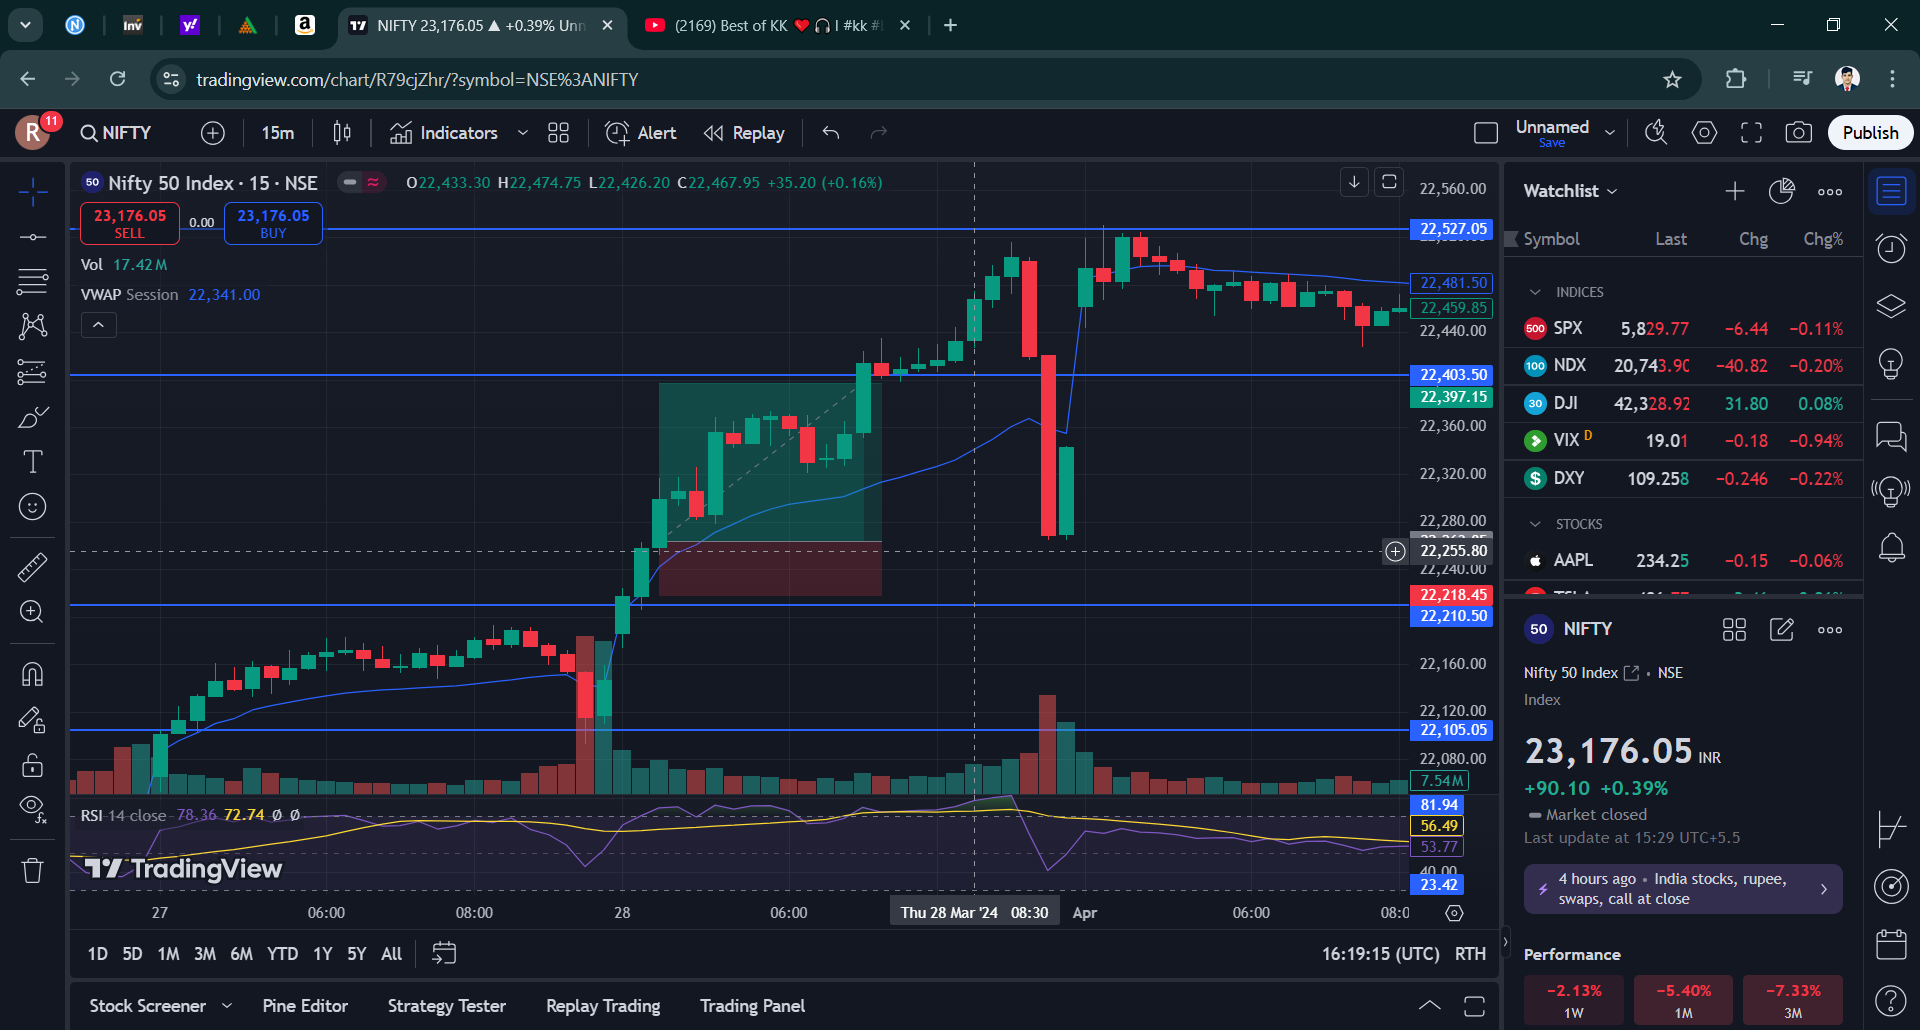 NIFTY 23,176.05 ▲ +0.39% Unn
(2169) Best of KK ❤️ 🎧 I #kk #
tradingview.com/chart/R79cjZhr/?symbol=NSE%3ANIFTY
R 11 NIFTY 15m Indicators Alert Replay Unnamed Save Publish
50 Nifty 50 Index · 15 · NSE O22,433.30 H22,474.75 L22,426.20 C22,467.95 +35.20 (+0.16%)
23,176.05 SELL 0.00 23,176.05 BUY
Vol 17.42 M
VWAP Session 22,341.00
22,560.00
22,527.05
22,481.50
22,459.85
22,440.00
22,403.50
22,397.15
22,360.00
22,320.00
22,280.00
22,255.80
22,240.00
22,218.45
22,210.50
22,160.00
22,120.00
22,105.05
22,080.00
7.54 M
RSI 14 close 78.36 72.74 Ø Ø
81.94
56.49
53.77
40.00
23.42
TradingView
27 06:00 08:00 28 06:00 Thu 28 Mar '24 08:30 Apr 06:00 08:0
1D 5D 1M 3M 6M YTD 1Y 5Y All 16:19:15 (UTC) RTH
Stock Screener Pine Editor Strategy Tester Replay Trading Trading Panel
Watchlist
Symbol Last Chg Chg%
INDICES
500 SPX 5,829.77 −6.44 −0.11%
100 NDX 20,743.90 −40.82 −0.20%
30 DJI 42,328.92 31.80 0.08%
VIX D 19.01 −0.18 −0.94%
$ DXY 109.258 −0.246 −0.22%
STOCKS
AAPL 234.25 −0.15 −0.06%
50 NIFTY
Nifty 50 Index • NSE
Index
23,176.05 INR
+90.10 +0.39%
Market closed
Last update at 15:29 UTC+5.5
4 hours ago • India stocks, rupee,
swaps, call at close
Performance
−2.13% −5.40% −7.33%
1W 1M 3M